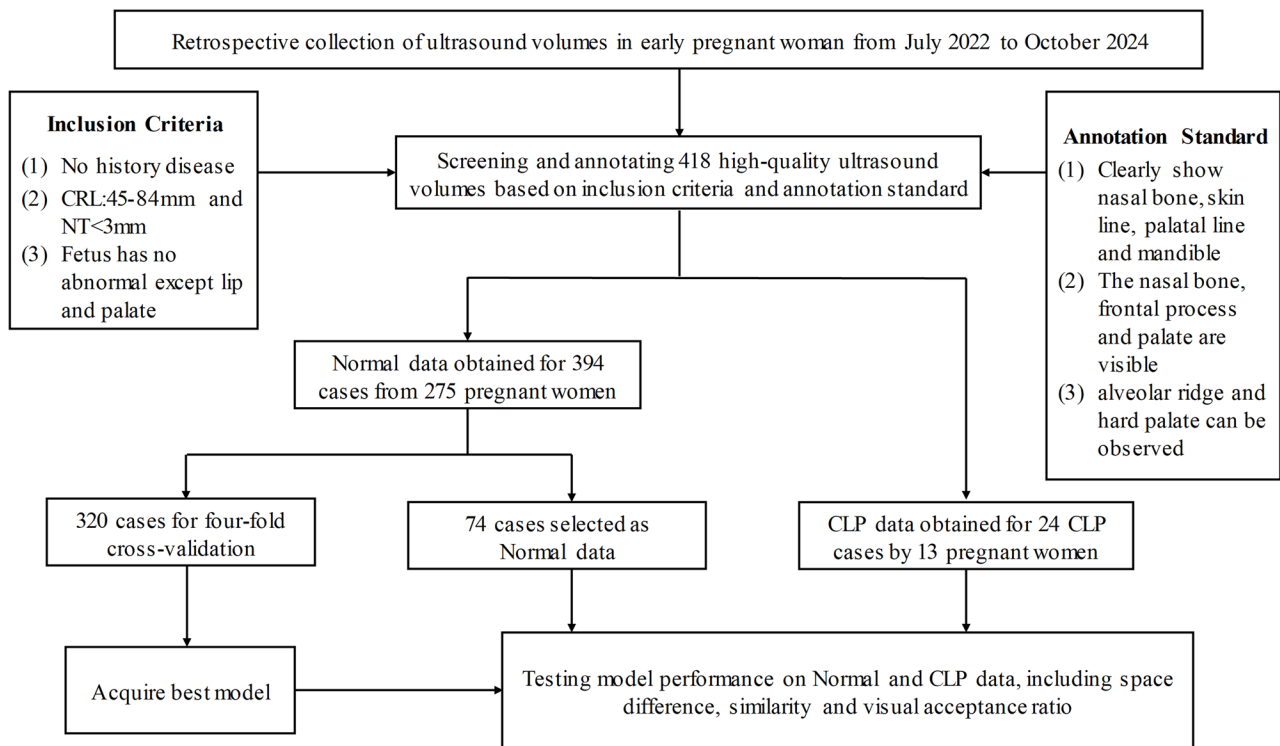 Retrospective collection of ultrasound volumes in early pregnant woman from July 2022 to October 2024
Inclusion Criteria
(1) No history disease
(2) CRL:45-84mm and
NT<3mm
(3) Fetus has no
abnormal except lip
and palate
Screening and annotating 418 high-quality ultrasound
volumes based on inclusion criteria and annotation standard
Annotation Standard
(1) Clearly show
nasal bone, skin
line, palatal line
and mandible
(2) The nasal bone,
frontal process
and palate are
visible
(3) alveolar ridge and
hard palate can be
observed
Normal data obtained for 394
cases from 275 pregnant women
320 cases for four-fold
cross-validation
74 cases selected as
Normal data
CLP data obtained for 24 CLP
cases by 13 pregnant women
Acquire best model
Testing model performance on Normal and CLP data, including space
difference, similarity and visual acceptance ratio